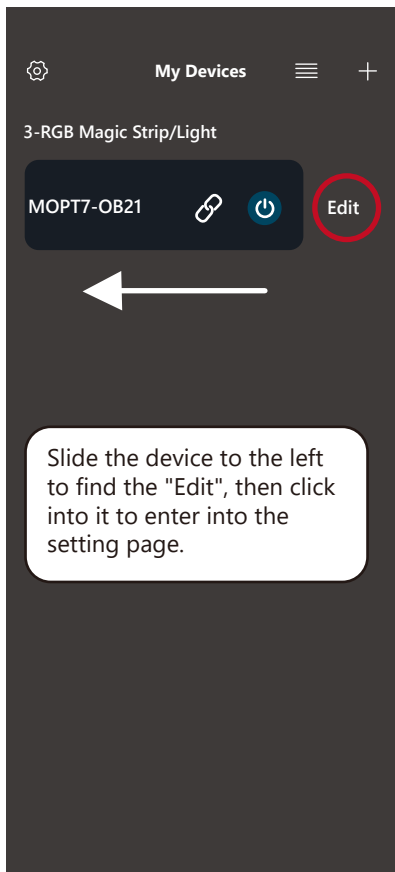 My Devices
3-RGB Magic Strip/Light
MOPT7-OB21
Edit
Slide the device to the left
to find the "Edit", then click
into it to enter into the
setting page.